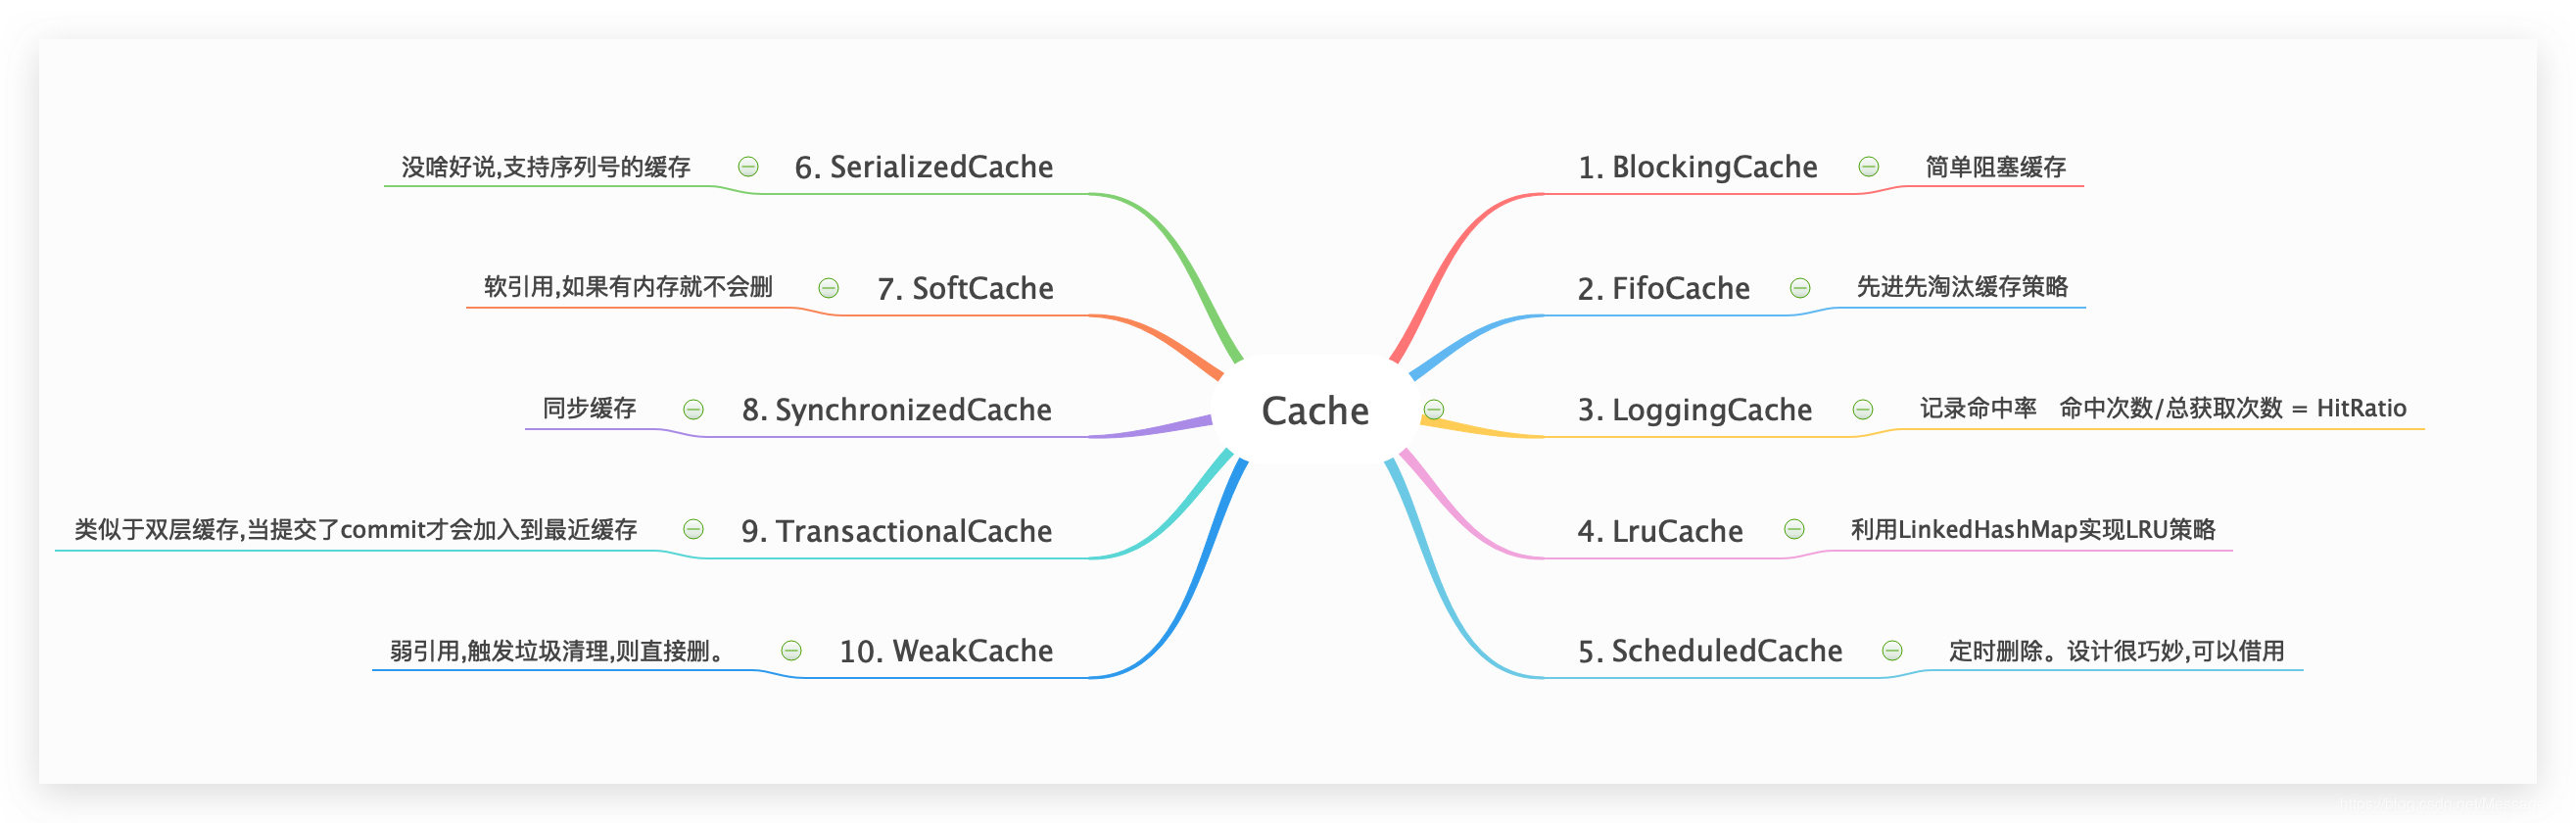 Cache
1. BlockingCache
简单阻塞缓存
2. FifoCache
先进先淘汰缓存策略
3. LoggingCache
记录命中率 命中次数/总获取次数 = HitRatio
4. LruCache
利用LinkedHashMap实现LRU策略
5. ScheduledCache
定时删除。设计很巧妙,可以借用
6. SerializedCache
没啥好说,支持序列号的缓存
7. SoftCache
软引用,如果有内存就不会删
8. SynchronizedCache
同步缓存
9. TransactionalCache
类似于双层缓存,当提交了commit才会加入到最近缓存
10. WeakCache
弱引用,触发垃圾清理,则直接删。